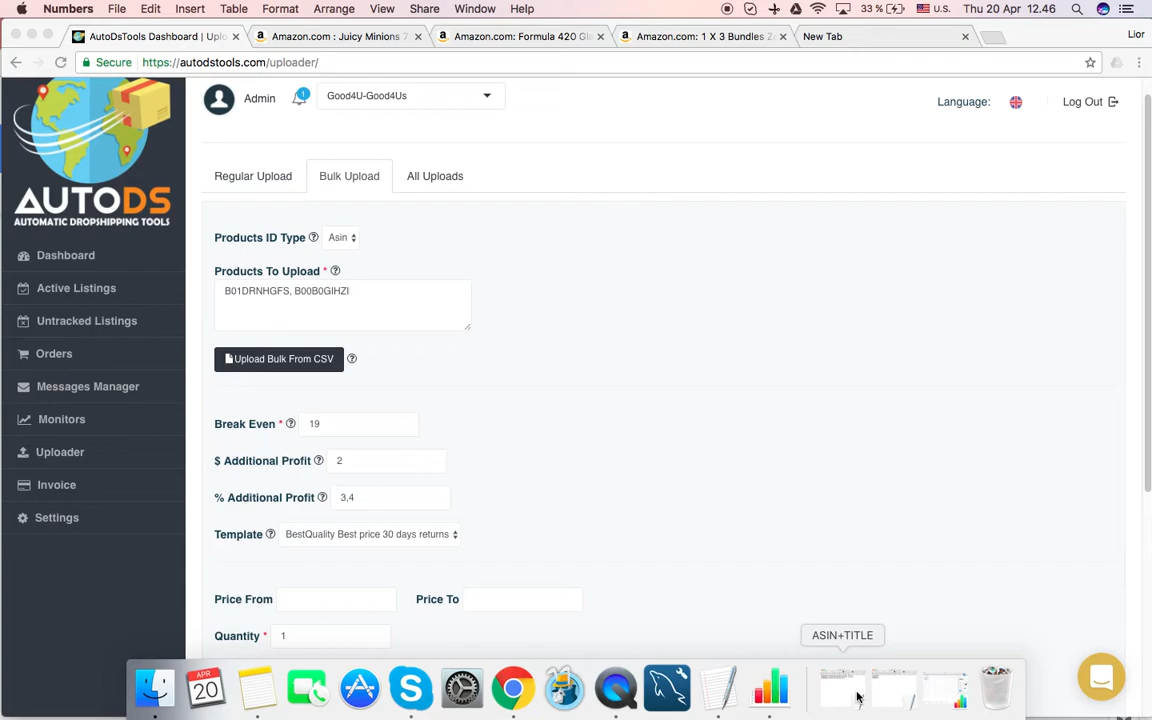 Numbers File Edit Insert Table Format Arrange View Share Window Help 33 % U.S. Thu 20 Apr 12.46
AutoDsTools Dashboard | Uplo × Amazon.com : Juicy Minions 7 × Amazon.com: Formula 420 Gl × Amazon.com: 1 X 3 Bundles Z × New Tab × Lior
Secure https://autodstools.com/uploader/
Admin 1 Good4U-Good4Us Language: Log Out
AUTODS
AUTOMATIC DROPSHIPPING TOOLS
Dashboard
Active Listings
Untracked Listings
Orders
Messages Manager
Monitors
Uploader
Invoice
Settings
Regular Upload Bulk Upload All Uploads
Products ID Type ? Asin
Products To Upload * ?
B01DRNHGFS, B00B0GIHZI
Upload Bulk From CSV ?
Break Even * ? 19
$ Additional Profit ? 2
% Additional Profit ? 3,4
Template ? BestQuality Best price 30 days returns
Price From Price To
Quantity * 1
ASIN+TITLE
APR
20